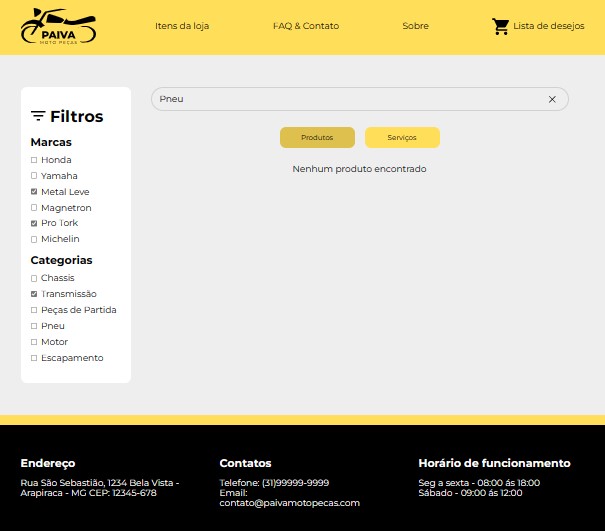 PAIVA
MOTO PEÇAS
Itens da loja
FAQ & Contato
Sobre
Lista de desejos
Filtros
Marcas
Honda
Yamaha
Metal Leve
Magnetron
Pro Tork
Michelin
Categorias
Chassis
Transmissão
Peças de Partida
Pneu
Motor
Escapamento
Pneu
Produtos
Serviços
Nenhum produto encontrado
Endereço
Rua São Sebastião, 1234 Bela Vista -
Arapiraca - MG CEP: 12345-678
Contatos
Telefone: (31)99999-9999
Email:
contato@paivamotopecas.com
Horário de funcionamento
Seg a sexta - 08:00 ás 18:00
Sábado - 09:00 ás 12:00